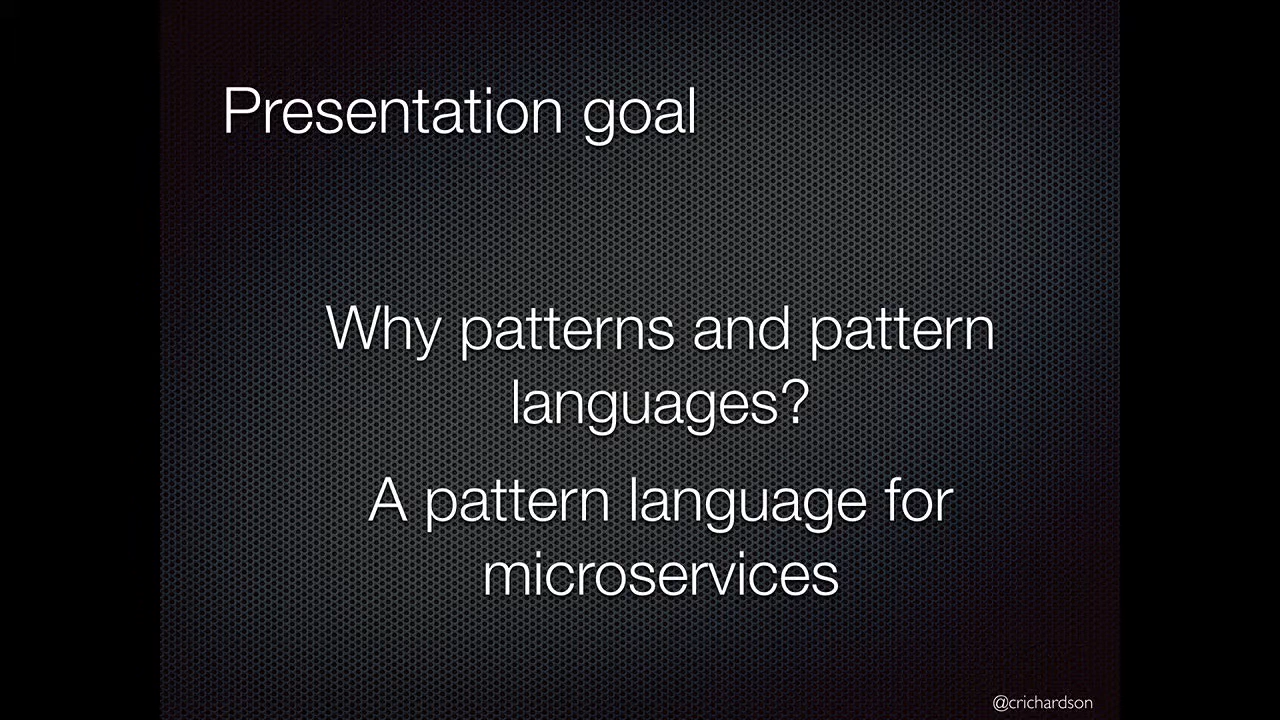 Presentation goal
Why patterns and pattern
languages?
A pattern language for
microservices
@crichardson